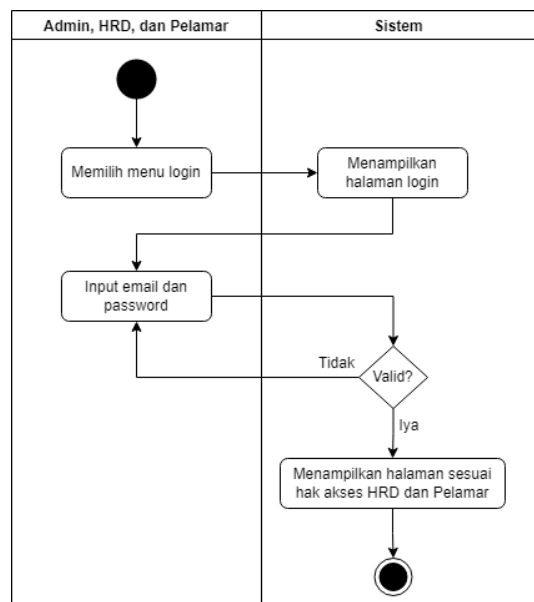 Admin, HRD, dan Pelamar
Sistem
Memilih menu login
Menampilkan
halaman login
Input email dan
password
Tidak
Valid?
Iya
Menampilkan halaman sesuai
hak akses HRD dan Pelamar